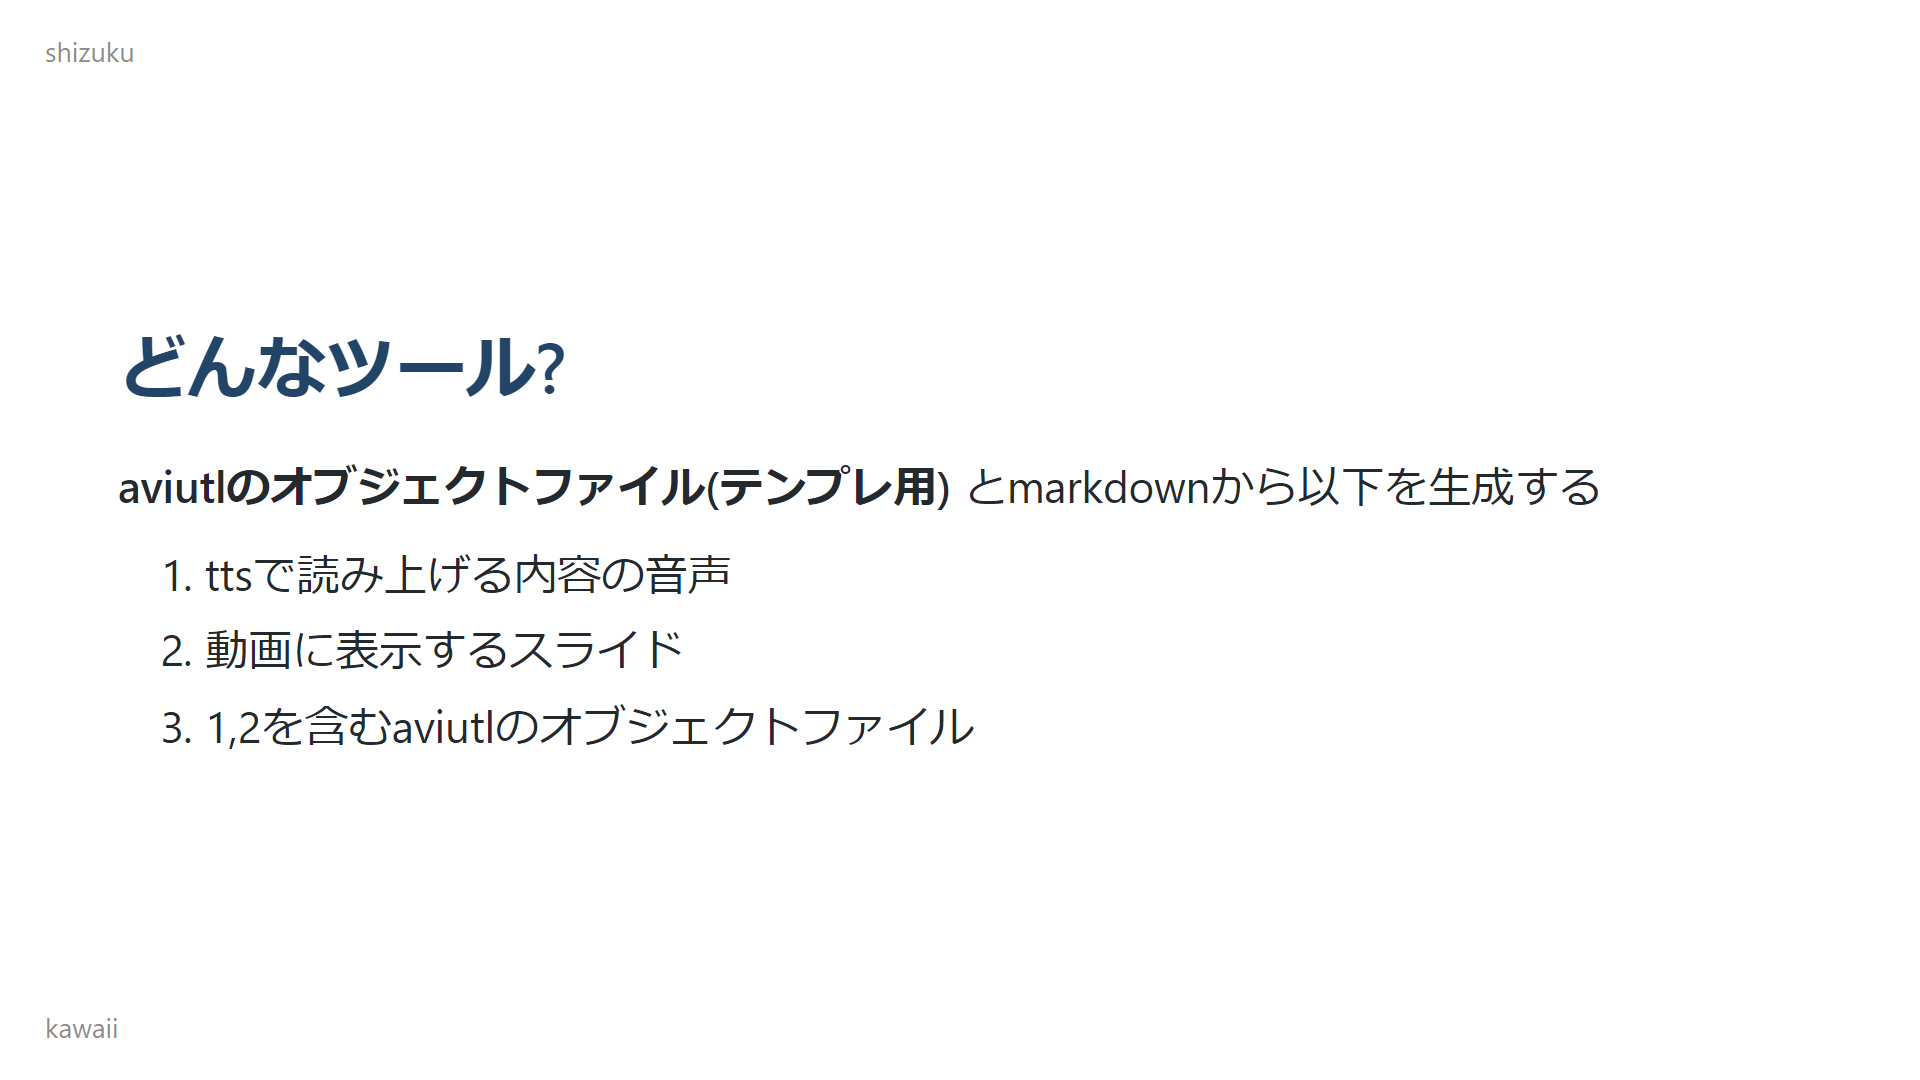 shizuku
どんなツール?
aviutlのオブジェクトファイル(テンプレ用) とmarkdownから以下を生成する
1. ttsで読み上げる内容の音声
2. 動画に表示するスライド
3. 1,2を含むaviutlのオブジェクトファイル
kawaii